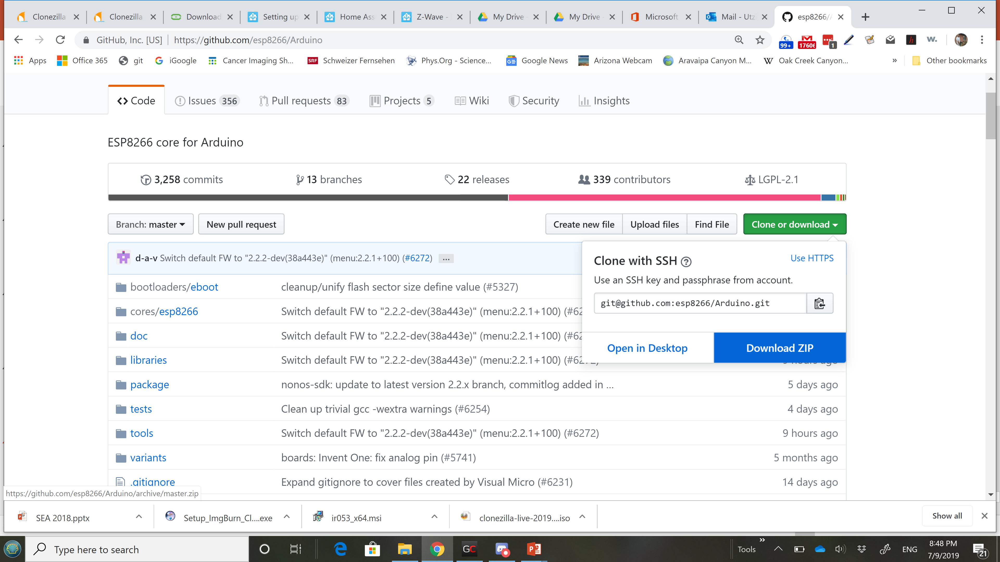 Clonezilla Clonezilla Download Setting up Home Ass Z-Wave - My Drive My Drive Microsoft Mail - Utz esp8266/
GitHub, Inc. [US] https://github.com/esp8266/Arduino 99+ 1 h w.
Apps Office 365 git iGoogle Cancer Imaging Sh... SRF Schweizer Fernsehen Phys.Org - Science... GE Google News Arizona Webcam Aravaipa Canyon M... W Oak Creek Canyon... » Other bookmarks
Code Issues 356 Pull requests 83 Projects 5 Wiki Security Insights
ESP8266 core for Arduino
3,258 commits 13 branches 22 releases 339 contributors LGPL-2.1
Branch: master New pull request Create new file Upload files Find File Clone or download
d-a-v Switch default FW to "2.2.2-dev(38a443e)" (menu:2.2.1+100) (#6272) ...
Clone with SSH ? Use HTTPS
Use an SSH key and passphrase from account.
git@github.com:esp8266/Arduino.git
Open in Desktop Download ZIP
bootloaders/eboot cleanup/unify flash sector size define value (#5327)
cores/esp8266 Switch default FW to "2.2.2-dev(38a443e)" (menu:2.2.1+100) (#62
doc Switch default FW to "2.2.2-dev(38a443e)" (menu:2.2.1+100) (#62
libraries Switch default FW to "2.2.2-dev(38a443e)" (menu:2.2.1+100) (#6272) hours ago
package nonos-sdk: update to latest version 2.2.x branch, commitlog added in ... 5 days ago
tests Clean up trivial gcc -wextra warnings (#6254) 4 days ago
tools Switch default FW to "2.2.2-dev(38a443e)" (menu:2.2.1+100) (#6272) 9 hours ago
variants boards: Invent One: fix analog pin (#5741) 5 months ago
.gitignore Expand gitignore to cover files created by Visual Micro (#6231) 14 days ago
https://github.com/esp8266/Arduino/archive/master.zip
SEA 2018.pptx Setup_ImgBurn_Cl....exe ir053_x64.msi clonezilla-live-2019....iso Show all
Type here to search GC Tools » ENG 8:48 PM
7/9/2019 21